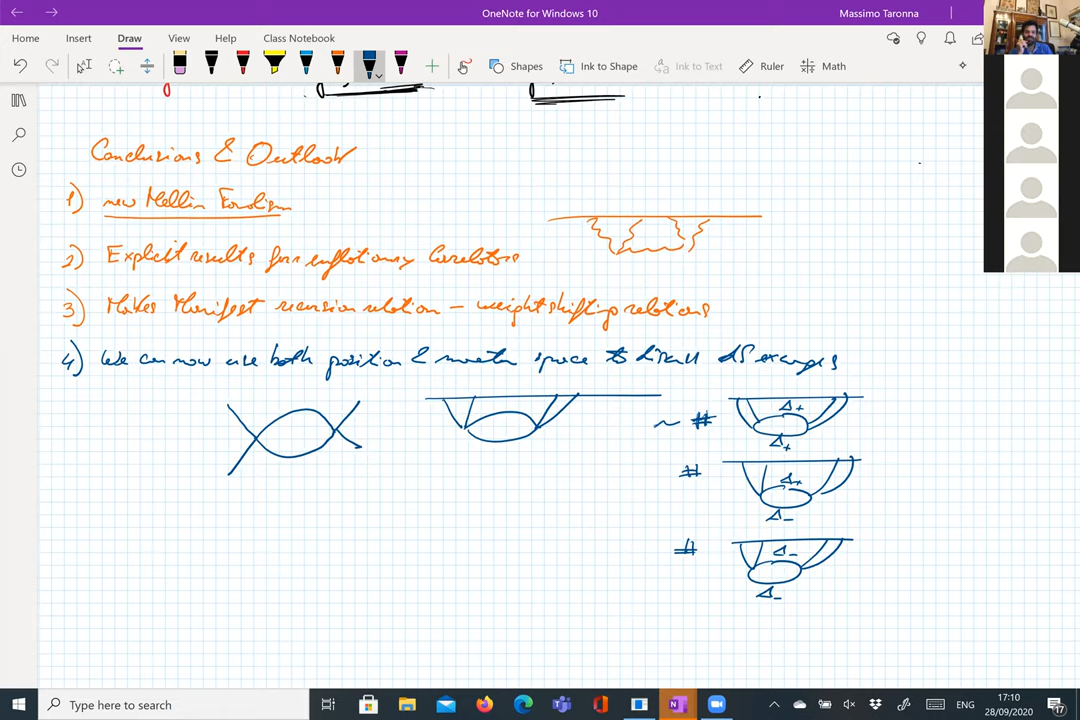 OneNote for Windows 10
Massimo Taronna
Home Insert Draw View Help Class Notebook
Shapes Ink to Shape Ink to Text Ruler Math
Conclusions & Outlook
1) new Mellin Formalism
2) Explicit results for inflationary Correlators
3) Makes Manifest recursion relation – weight shifting relations
4) We can now use both position & momentum space to dS exchanges
~ # Δ+
Δ+
# Δ+
Δ-
# Δ-
Δ-
Type here to search
ENG
17:10
28/09/2020
17